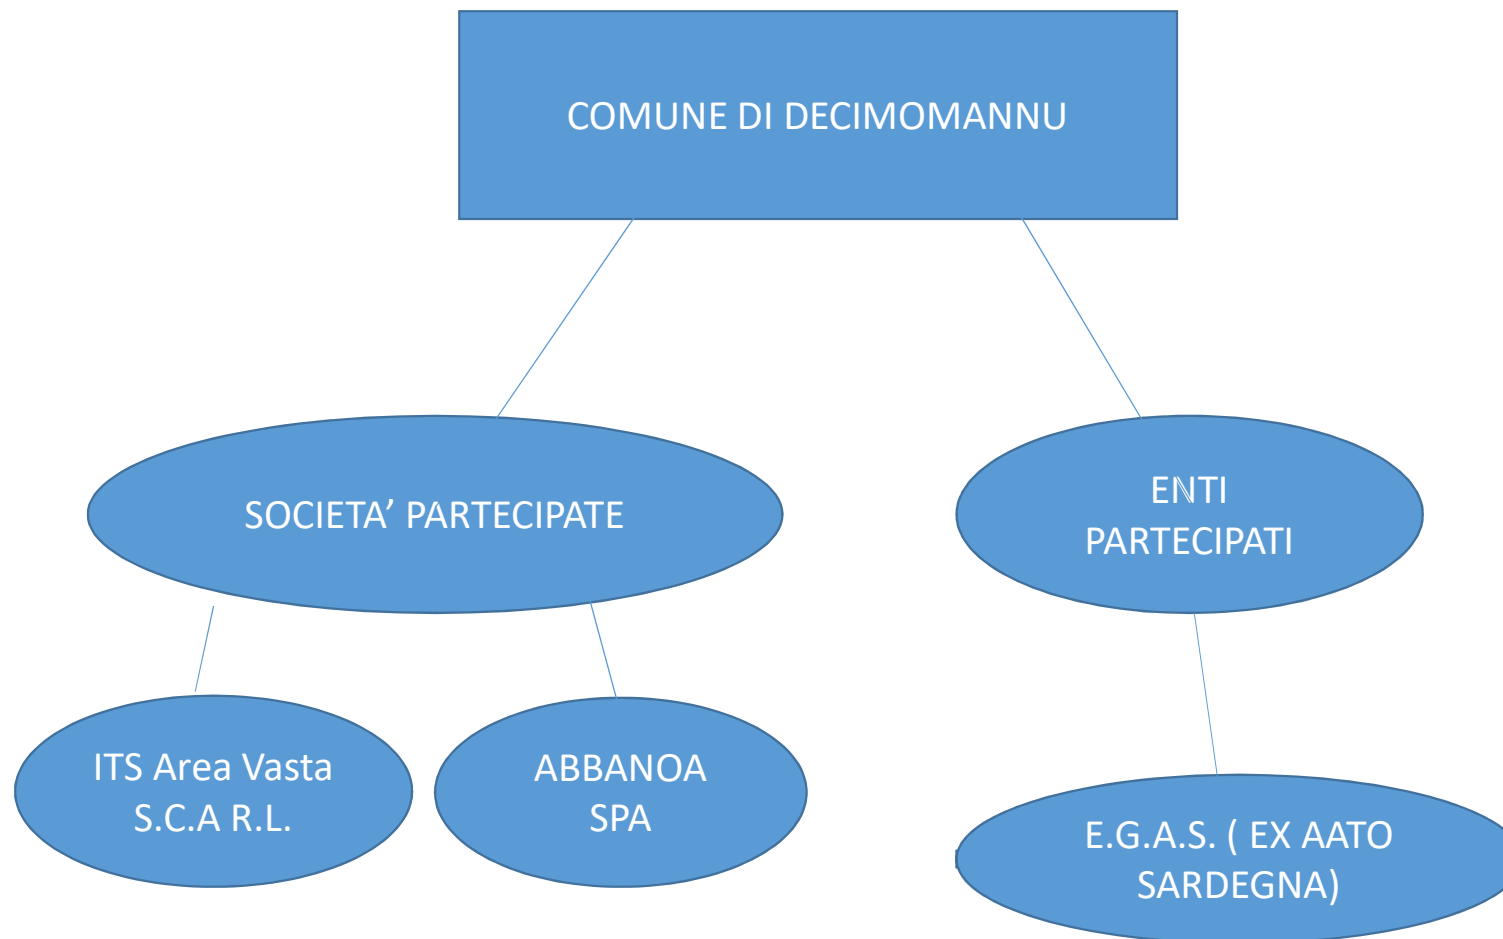 COMUNE DI DECIMOMANNU
SOCIETA’ PARTECIPATE
ENTI
PARTECIPATI
ITS Area Vasta
S.C.A R.L.
ABBANOA
SPA
E.G.A.S. ( EX AATO
SARDEGNA)